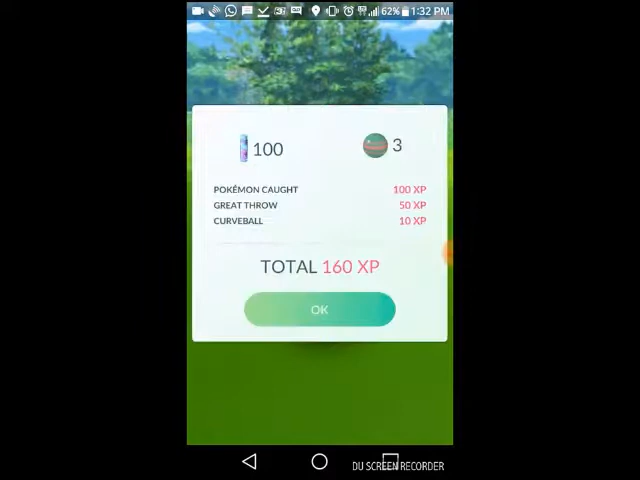 62% 1:32 PM
100 3
POKÉMON CAUGHT 100 XP
GREAT THROW 50 XP
CURVEBALL 10 XP
TOTAL 160 XP
OK
DU SCREEN RECORDER